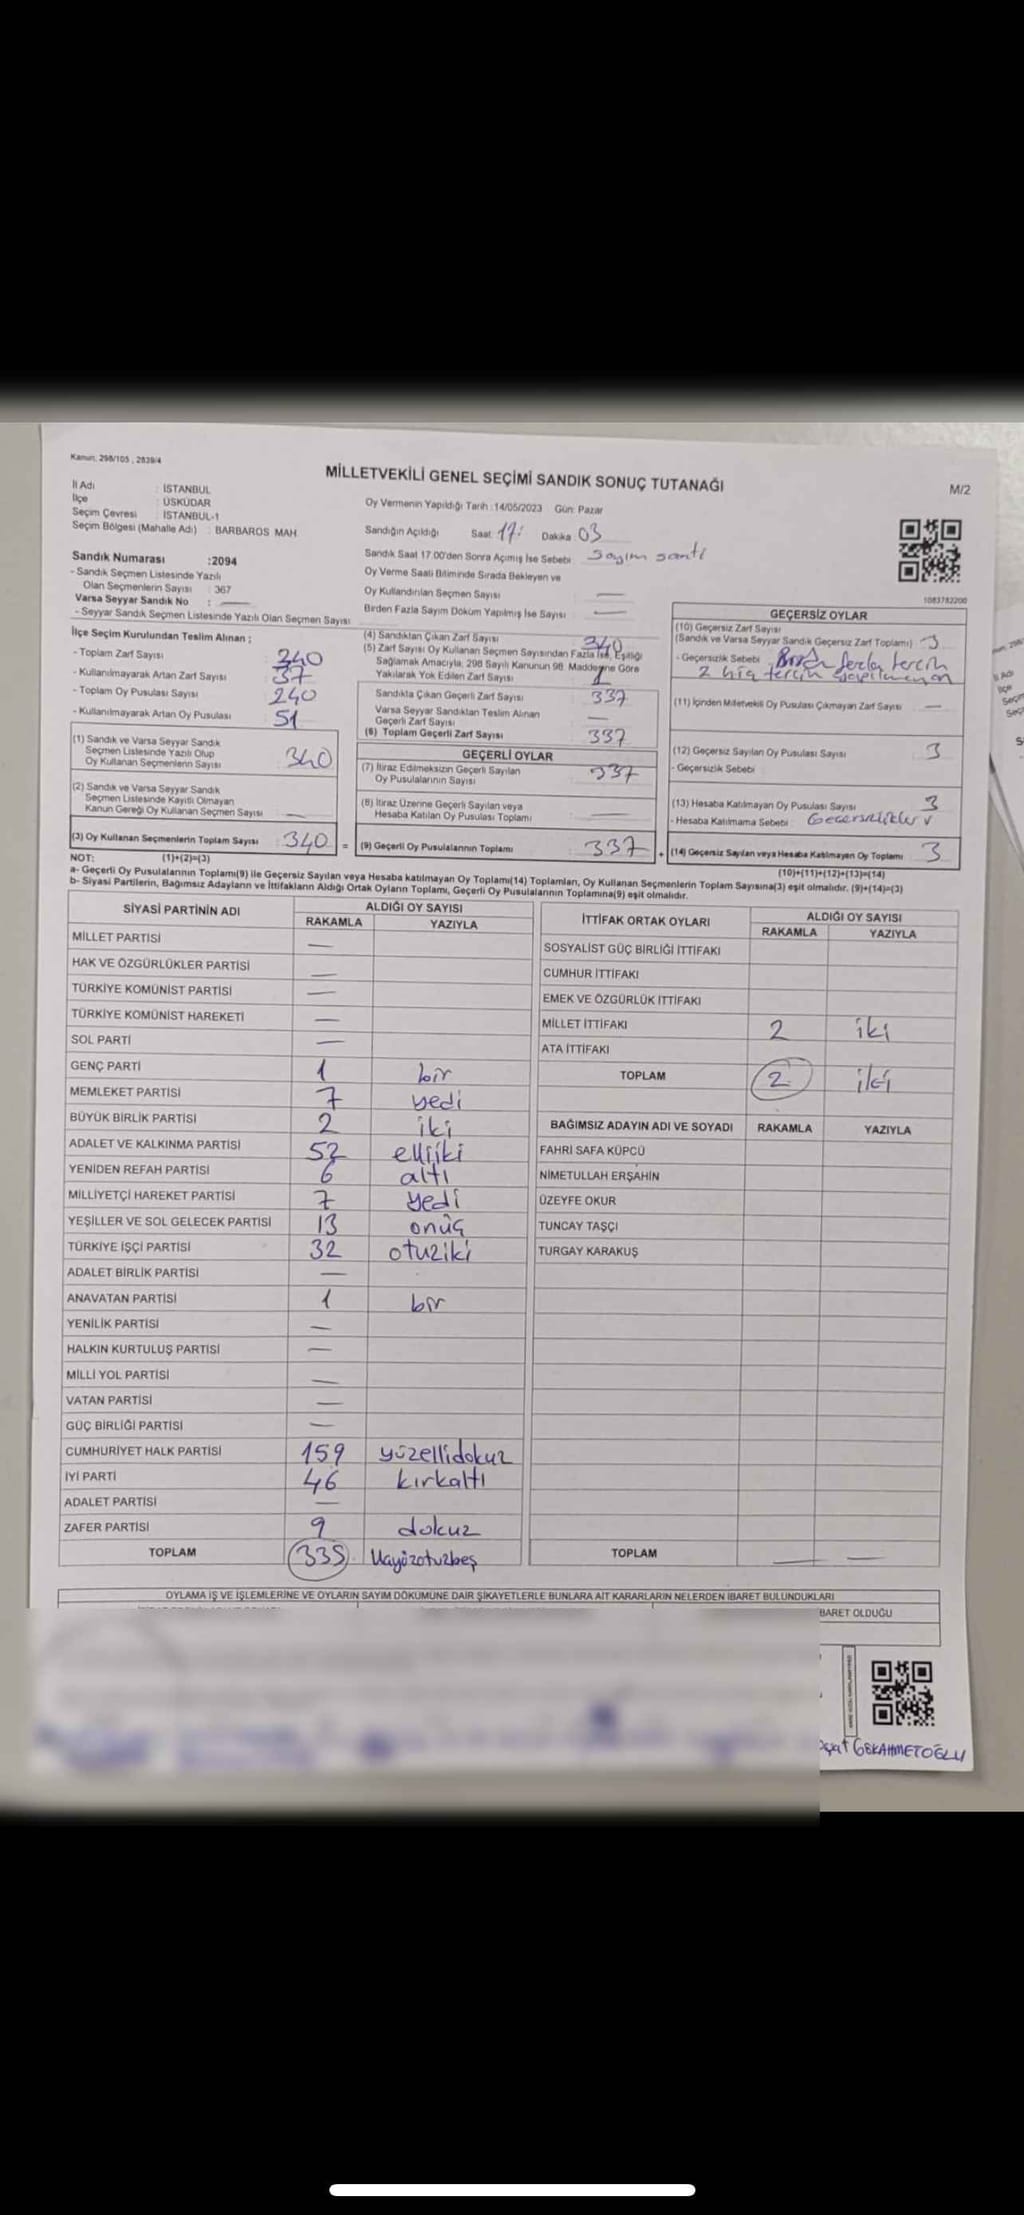 Kanun: 298/105 , 2839/4
MİLLETVEKİLİ GENEL SEÇİMİ SANDIK SONUÇ TUTANAĞI
M/2
İl Adı : İSTANBUL
İlçe : ÜSKÜDAR
Seçim Çevresi : İSTANBUL-1
Seçim Bölgesi (Mahalle Adı) : BARBAROS MAH
Oy Vermenin Yapıldığı Tarih :14/05/2023 Gün: Pazar
Sandığın Açıldığı Saat 17: Dakika 03
Sandık Saat 17.00'den Sonra Açılmış İse Sebebi : Sayım
Oy Verme Saati Bitiminde Sırada Bekleyen ve
Oy Kullandırılan Seçmen Sayısı —
Birden Fazla Sayım Döküm Yapılmış İse Sayısı —
1083782200
Sandık Numarası :2094
- Sandık Seçmen Listesinde Yazılı
Olan Seçmenlerin Sayısı : 367
Varsa Seyyar Sandık No : —
- Seyyar Sandık Seçmen Listesinde Yazılı Olan Seçmen Sayısı
İlçe Seçim Kurulundan Teslim Alınan ;
- Toplam Zarf Sayısı 340
- Kullanılmayarak Artan Zarf Sayısı 37
- Toplam Oy Pusulası Sayısı 240
- Kullanılmayarak Artan Oy Pusulası 51
(1) Sandık ve Varsa Seyyar Sandık
Seçmen Listesinde Yazılı Olup
Oy Kullanan Seçmenlerin Sayısı 340
(2) Sandık ve Varsa Seyyar Sandık
Seçmen Listesinde Kayıtlı Olmayan
Kanun Gereği Oy Kullanan Seçmen Sayısı : —
(3) Oy Kullanan Seçmenlerin Toplam Sayısı 340 =
(4) Sandıktan Çıkan Zarf Sayısı 340
(5) Zarf Sayısı Oy Kullanan Seçmen Sayısından Fazla İse, Eşitliği
Sağlamak Amacıyla, 298 Sayılı Kanunun 98. Maddesine Göre
Yakılarak Yok Edilen Zarf Sayısı
Sandıkta Çıkan Geçerli Zarf Sayısı 337
Varsa Seyyar Sandıktan Teslim Alınan
Geçerli Zarf Sayısı —
(6) Toplam Geçerli Zarf Sayısı 337
GEÇERLİ OYLAR
(7) İtiraz Edilmeksizin Geçerli Sayılan
Oy Pusulalarının Sayısı 337
(8) İtiraz Üzerine Geçerli Sayılan veya
Hesaba Katılan Oy Pusulası Toplamı —
(9) Geçerli Oy Pusulalarının Toplamı 337 +
GEÇERSİZ OYLAR
(10) Geçersiz Zarf Sayısı
(Sandık ve Varsa Seyyar Sandık Geçersiz Zarf Toplamı) : 3
- Geçersizlik Sebebi : fazla tercih
2 hiç tercih yapılmayan
(11) İçinden Milletvekili Oy Pusulası Çıkmayan Zarf Sayısı —
(12) Geçersiz Sayılan Oy Pusulası Sayısı 3
- Geçersizlik Sebebi :
(13) Hesaba Katılmayan Oy Pusulası Sayısı 3
- Hesaba Katılmama Sebebi :
(14) Geçersiz Sayılan veya Hesaba Katılmayan Oy Toplamı 3
NOT: (1)+(2)=(3) (10)+(11)+(12)+(13)=(14)
a- Geçerli Oy Pusulalarının Toplamı(9) ile Geçersiz Sayılan veya Hesaba katılmayan Oy Toplamı(14) Toplamları, Oy Kullanan Seçmenlerin Toplam Sayısına(3) eşit olmalıdır. (9)+(14)=(3)
b- Siyasi Partilerin, Bağımsız Adayların ve İttifakların Aldığı Ortak Oyların Toplamı, Geçerli Oy Pusulalarının Toplamına(9) eşit olmalıdır.
SİYASİ PARTİNİN ADI
ALDIĞI OY SAYISI
RAKAMLA YAZIYLA
MİLLET PARTİSİ —
HAK VE ÖZGÜRLÜKLER PARTİSİ —
TÜRKİYE KOMÜNİST PARTİSİ —
TÜRKİYE KOMÜNİST HAREKETİ —
SOL PARTİ —
GENÇ PARTİ 1 bir
MEMLEKET PARTİSİ 7 yedi
BÜYÜK BİRLİK PARTİSİ 2 iki
ADALET VE KALKINMA PARTİSİ 52 elliiki
YENİDEN REFAH PARTİSİ 6 altı
MİLLİYETÇİ HAREKET PARTİSİ 7 yedi
YEŞİLLER VE SOL GELECEK PARTİSİ 13 onüç
TÜRKİYE İŞÇİ PARTİSİ 32 otuziki
ADALET BİRLİK PARTİSİ —
ANAVATAN PARTİSİ 1 bir
YENİLİK PARTİSİ —
HALKIN KURTULUŞ PARTİSİ —
MİLLİ YOL PARTİSİ —
VATAN PARTİSİ —
GÜÇ BİRLİĞİ PARTİSİ —
CUMHURİYET HALK PARTİSİ 159 yüzellidokuz
İYİ PARTİ 46 kırkaltı
ADALET PARTİSİ —
ZAFER PARTİSİ 9 dokuz
TOPLAM 335
İTTİFAK ORTAK OYLARI
ALDIĞI OY SAYISI
RAKAMLA YAZIYLA
SOSYALİST GÜÇ BİRLİĞİ İTTİFAKI
CUMHUR İTTİFAKI
EMEK VE ÖZGÜRLÜK İTTİFAKI
MİLLET İTTİFAKI 2 iki
ATA İTTİFAKI
TOPLAM 2 iki
BAĞIMSIZ ADAYIN ADI VE SOYADI RAKAMLA YAZIYLA
FAHRİ SAFA KÜPCÜ
NİMETULLAH ERŞAHİN
ÜZEYFE OKUR
TUNCAY TAŞÇI
TURGAY KARAKUŞ
TOPLAM — —
OYLAMA İŞ VE İŞLEMLERİNE VE OYLARIN SAYIM DÖKÜMÜNE DAİR ŞİKAYETLERLE BUNLARA AİT KARARLARIN NELERDEN İBARET BULUNDUKLARI
BARET OLDUĞU
GÖKAHMETOĞLU